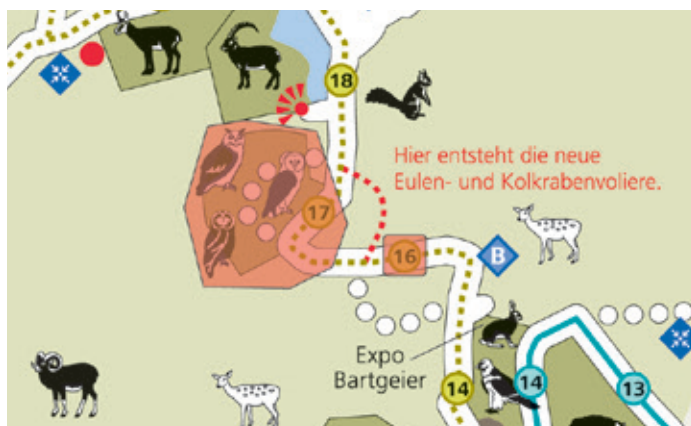 18
Hier entsteht die neue
Eulen- und Kolkrabenvoliere.
17
16
B
Expo
Bartgeier
14
14
13